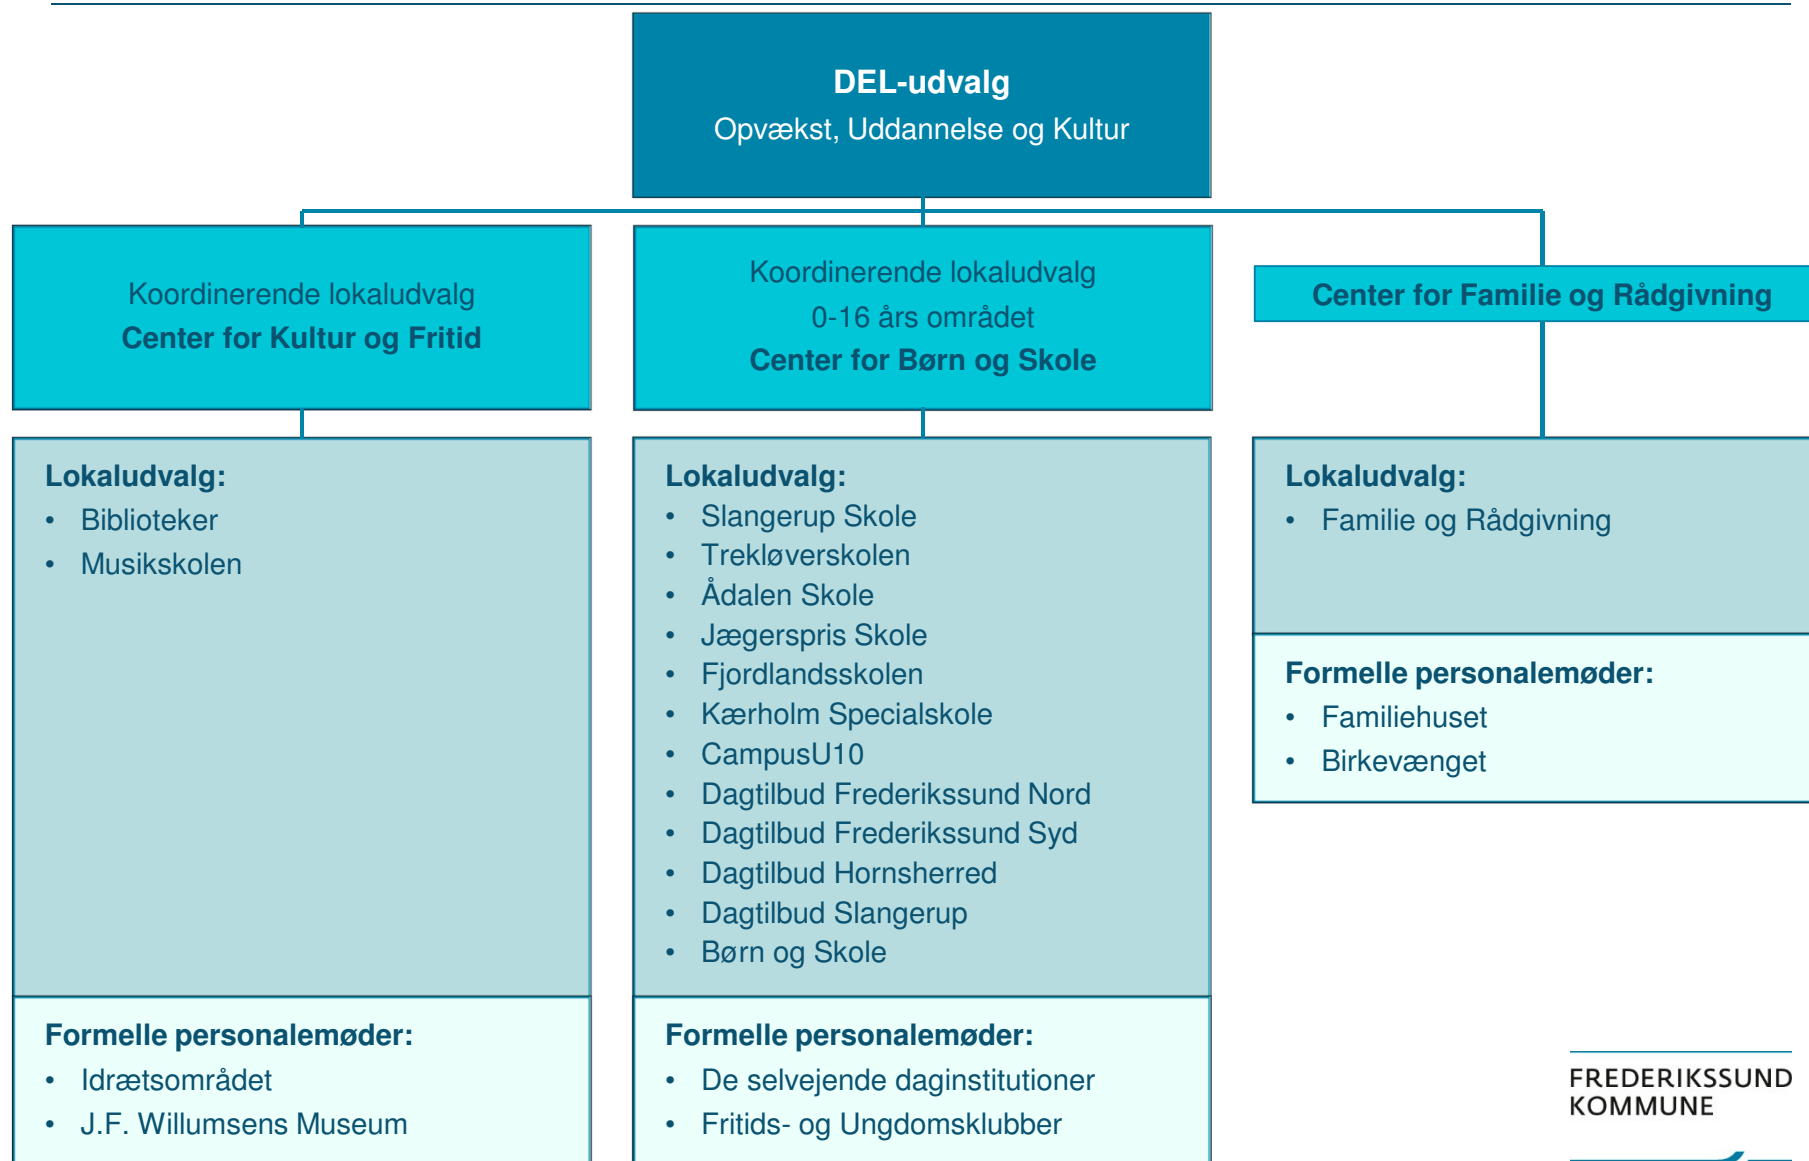 DEL-udvalg
Opvækst, Uddannelse og Kultur
Koordinerende lokaludvalg
Center for Kultur og Fritid
Koordinerende lokaludvalg
0-16 års området
Center for Børn og Skole
Center for Familie og Rådgivning
Lokaludvalg:
• Biblioteker
• Musikskolen
Formelle personalemøder:
• Idrætsområdet
• J.F. Willumsens Museum
Lokaludvalg:
• Slangerup Skole
• Trekløverskolen
• Ådalen Skole
• Jægerspris Skole
• Fjordlandsskolen
• Kærholm Specialskole
• CampusU10
• Dagtilbud Frederikssund Nord
• Dagtilbud Frederikssund Syd
• Dagtilbud Hornsherred
• Dagtilbud Slangerup
• Børn og Skole
Formelle personalemøder:
• De selvejende daginstitutioner
• Fritids- og Ungdomsklubber
Lokaludvalg:
• Familie og Rådgivning
Formelle personalemøder:
• Familiehuset
• Birkevænget
FREDERIKSSUND
KOMMUNE